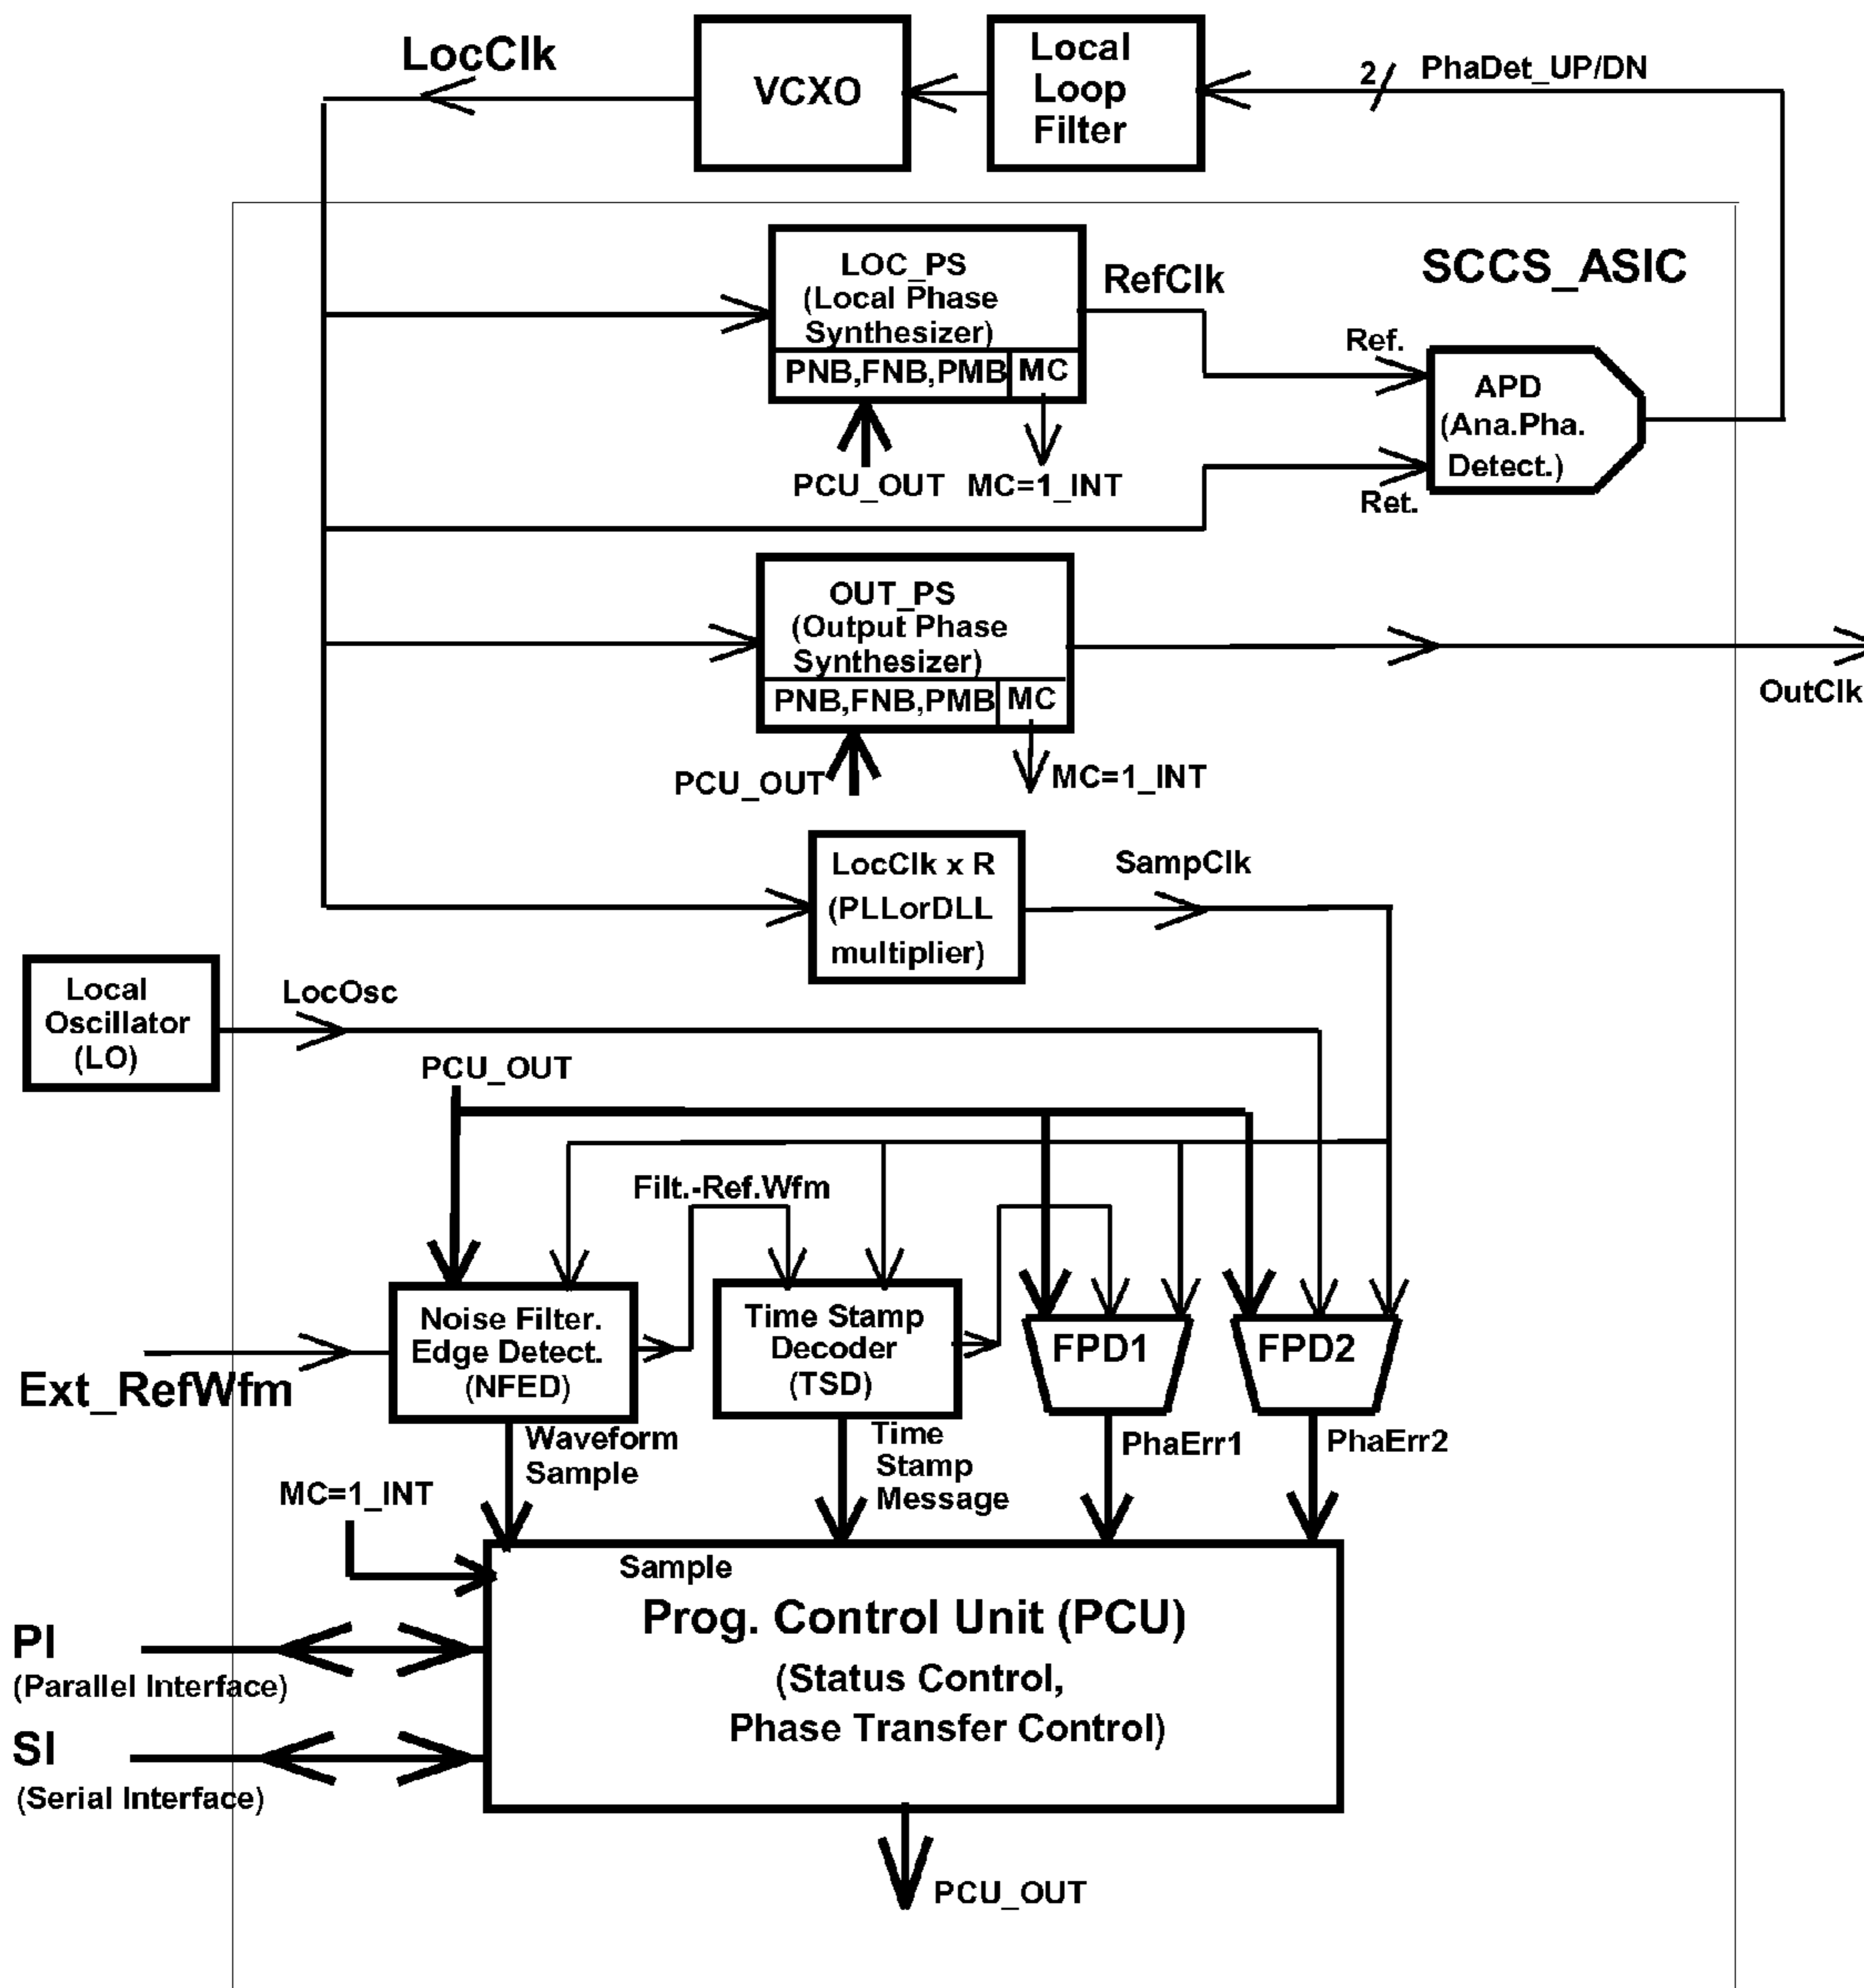 LocClk
VCXO
Local
Loop
Filter
2
PhaDet_UP/DN
SCCS_ASIC
LOC_PS
(Local Phase
Synthesizer)
PNB,FNB,PMB
MC
RefClk
PCU_OUT
MC=1_INT
Ref.
Ret.
APD
(Ana.Pha.
Detect.)
OUT_PS
(Output Phase
Synthesizer)
PNB,FNB,PMB
MC
PCU_OUT
MC=1_INT
OutClk
LocClk x R
(PLLorDLL
multiplier)
SampClk
Local
Oscillator
(LO)
LocOsc
PCU_OUT
Filt.-Ref.Wfm
Ext_RefWfm
Noise Filter.
Edge Detect.
(NFED)
Time Stamp
Decoder
(TSD)
FPD1
FPD2
Waveform
Sample
Time
Stamp
Message
PhaErr1
PhaErr2
MC=1_INT
Sample
Prog. Control Unit (PCU)
(Status Control,
Phase Transfer Control)
PI
(Parallel Interface)
SI
(Serial Interface)
PCU_OUT